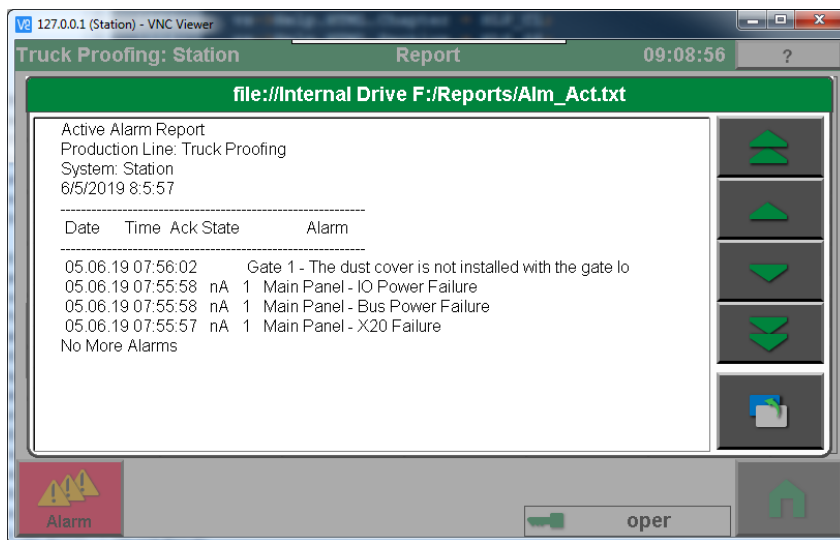 127.0.0.1 (Station) - VNC Viewer
Truck Proofing: Station Report 09:08:56 ?
file://Internal Drive F:/Reports/Alm_Act.txt
Active Alarm Report
Production Line: Truck Proofing
System: Station
6/5/2019 8:5:57
------------------------------------------------------------
Date Time Ack State Alarm
------------------------------------------------------------
05.06.19 07:56:02 Gate 1 - The dust cover is not installed with the gate lo
05.06.19 07:55:58 nA 1 Main Panel - IO Power Failure
05.06.19 07:55:58 nA 1 Main Panel - Bus Power Failure
05.06.19 07:55:57 nA 1 Main Panel - X20 Failure
No More Alarms
Alarm
oper